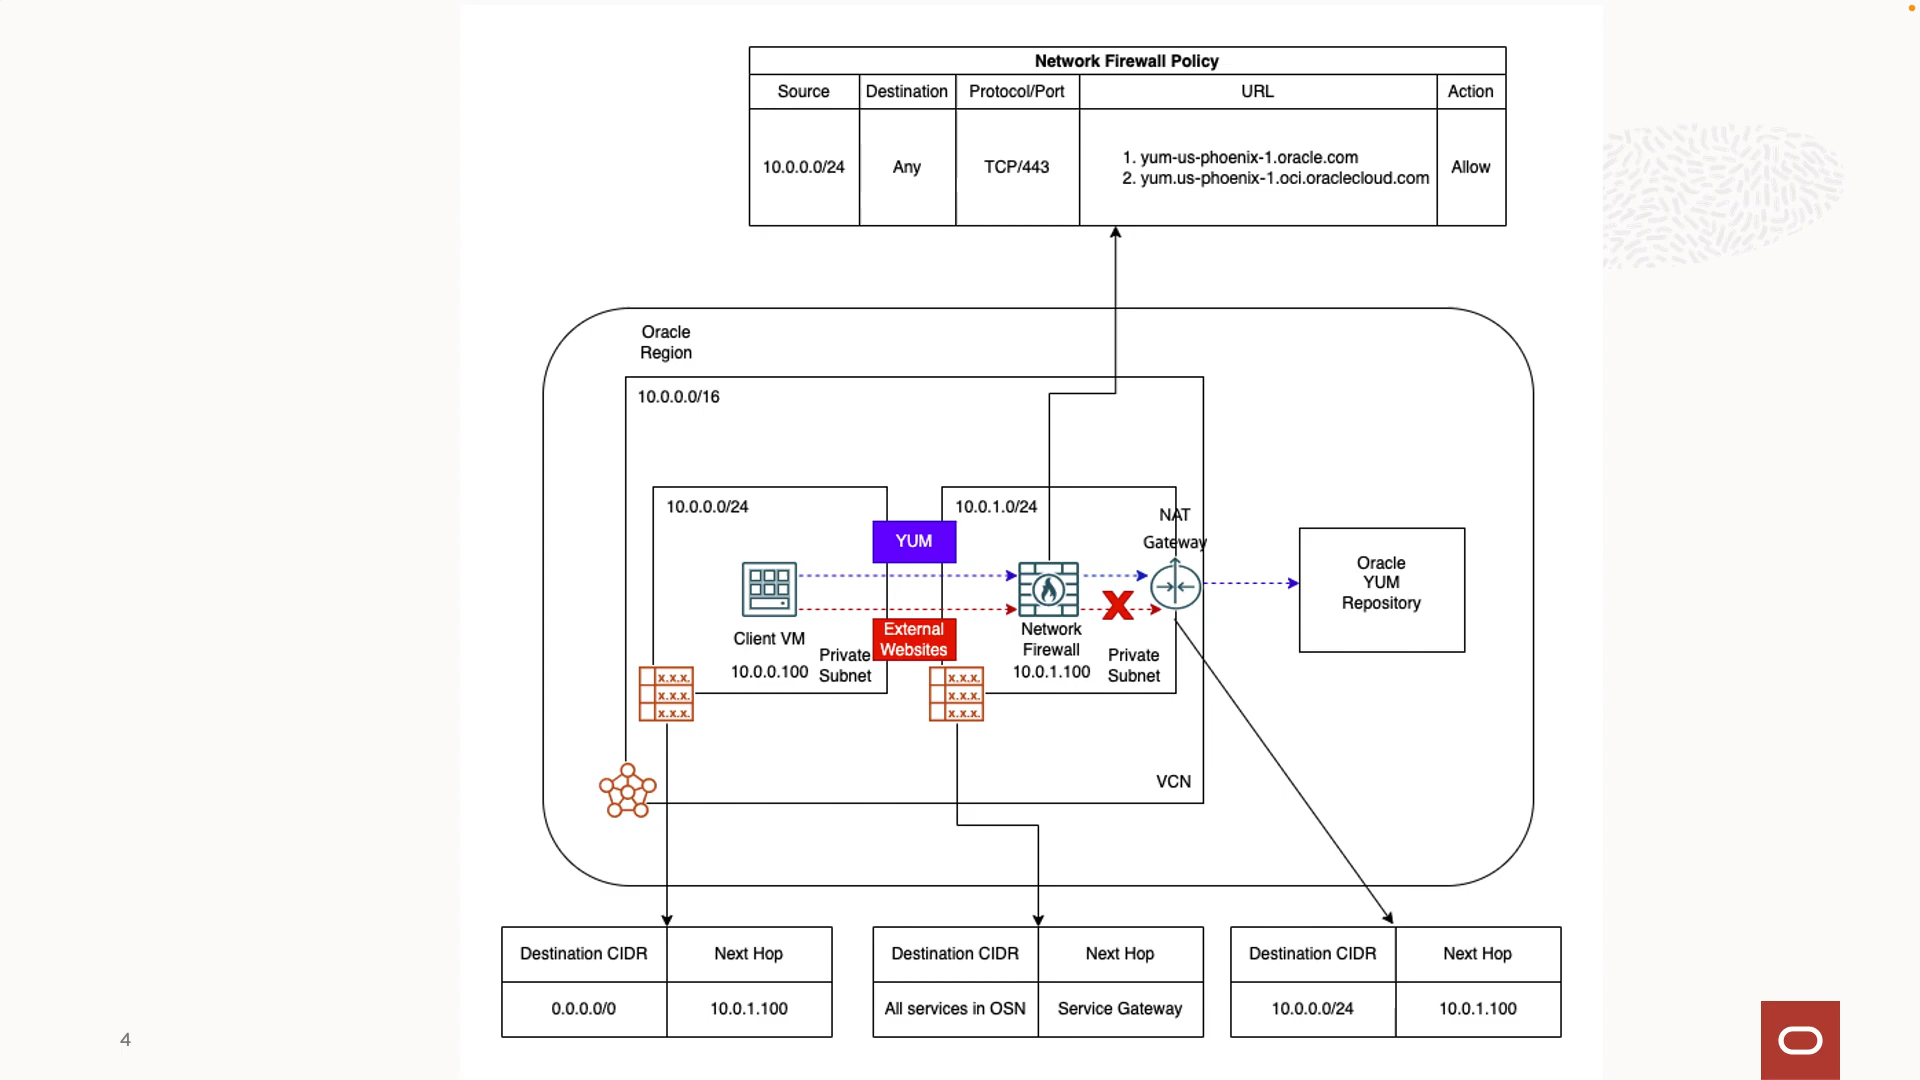 Network Firewall Policy
Source Destination Protocol/Port URL Action
10.0.0.0/24 Any TCP/443
1. yum-us-phoenix-1.oracle.com
2. yum.us-phoenix-1.oci.oraclecloud.com
Allow
Oracle
Region
10.0.0.0/16
10.0.0.0/24
10.0.1.0/24
NAT
Gateway
YUM
Oracle
YUM
Repository
X
External
Websites
Client VM
10.0.0.100
Private
Subnet
Network
Firewall
10.0.1.100
Private
Subnet
x.x.x.
x.x.x.
x.x.x.
x.x.x.
x.x.x.
x.x.x.
VCN
Destination CIDR Next Hop
0.0.0.0/0 10.0.1.100
Destination CIDR Next Hop
All services in OSN Service Gateway
Destination CIDR Next Hop
10.0.0.0/24 10.0.1.100
4